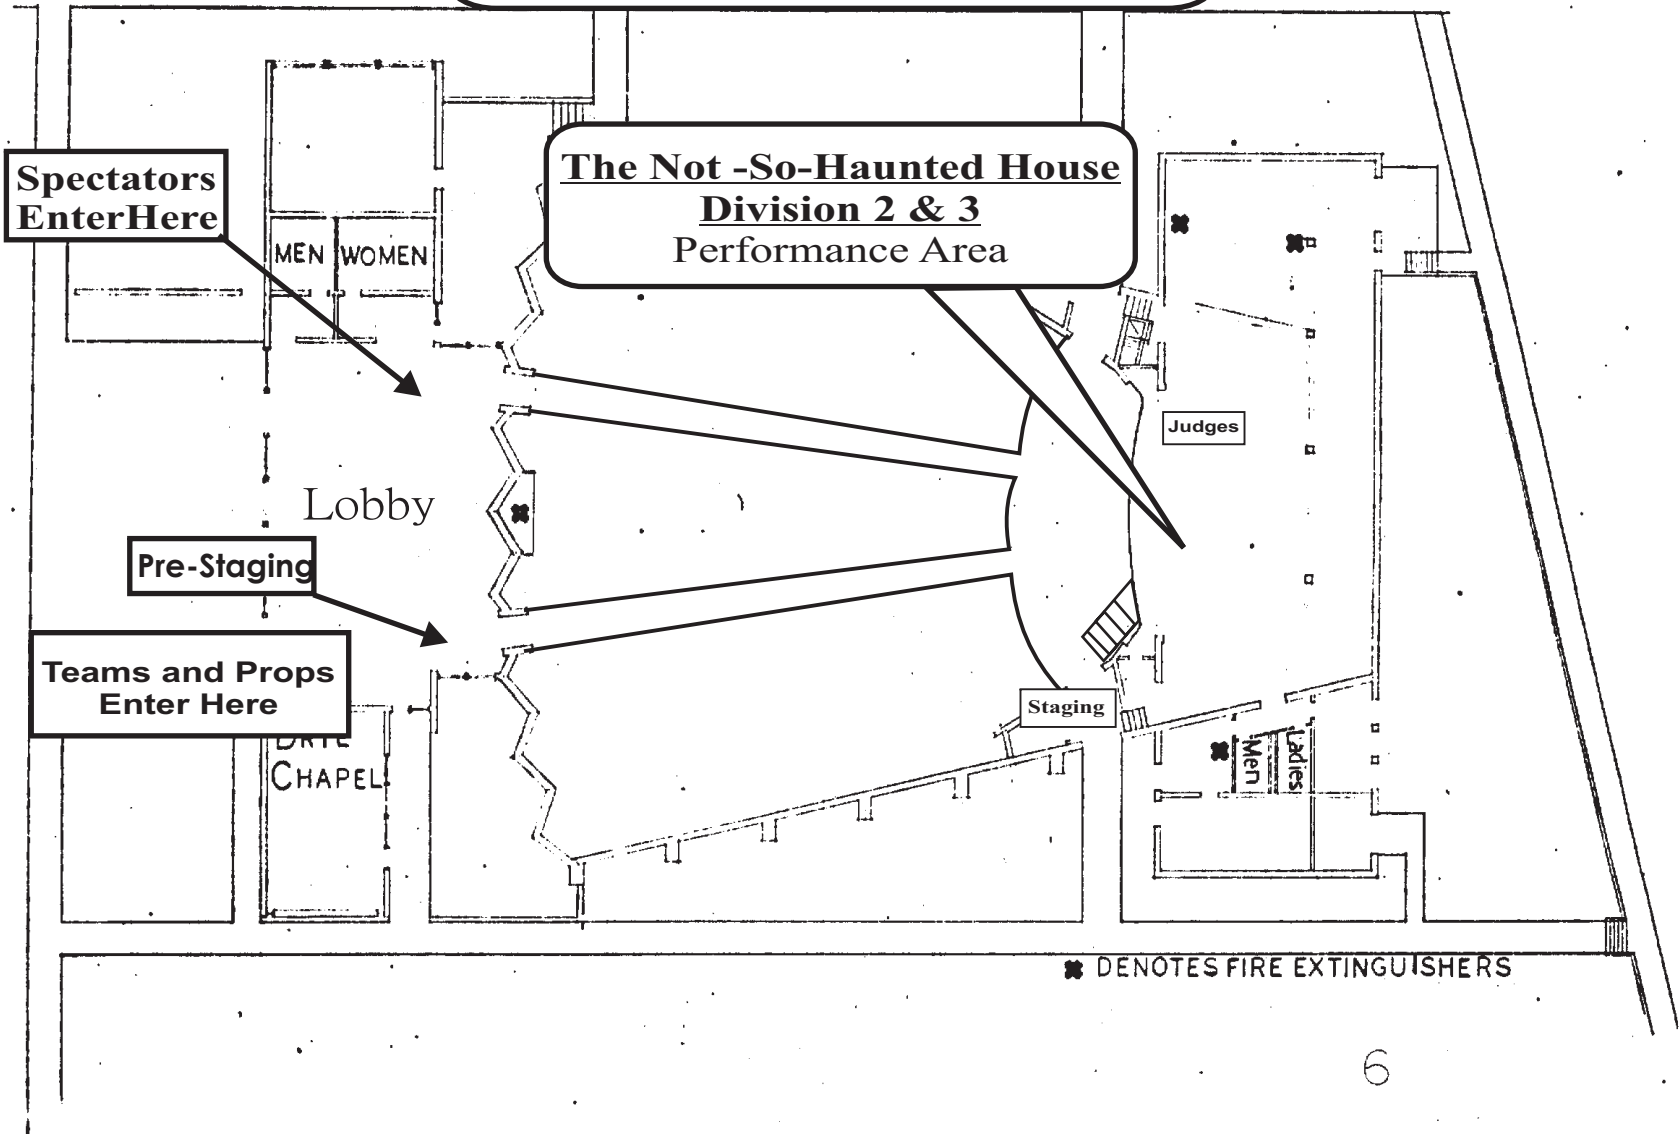 The Not -So-Haunted House
Division 2 & 3
Performance Area
Spectators
EnterHere
MEN
WOMEN
Judges
Lobby
Pre-Staging
Teams and Props
Enter Here
Staging
CHAPEL
Men
Ladies
DENOTES FIRE EXTINGUISHERS
6